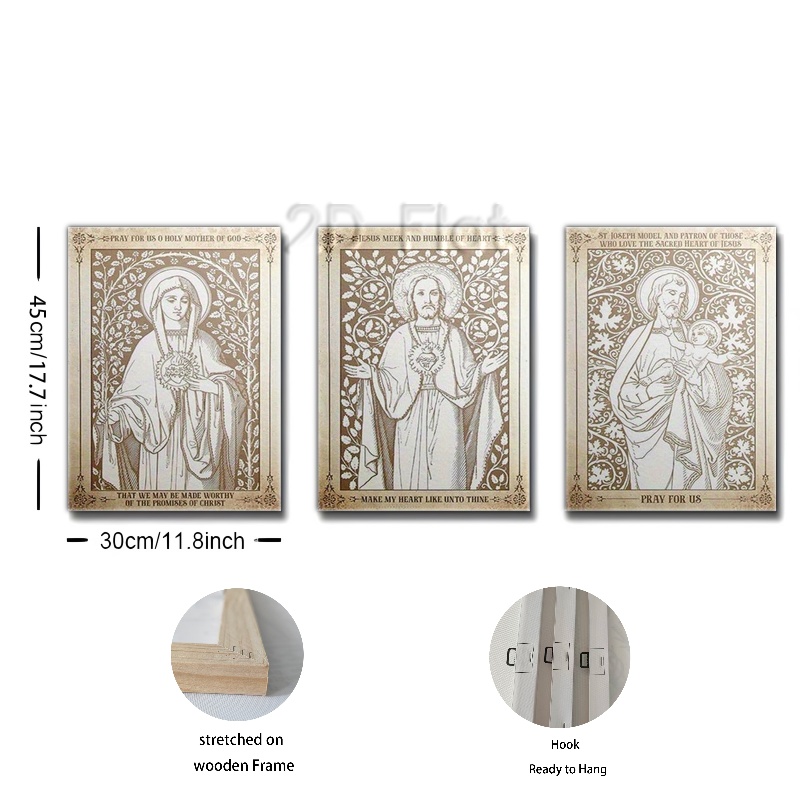 2D Flat
PRAY FOR US O HOLY MOTHER OF GOD
JESUS MEEK AND HUMBLE OF HEART
ST. JOSEPH MODEL AND PATRON OF THOSE
WHO LOVE THE SACRED HEART OF JESUS
45cm/17.7inch
THAT WE MAY BE MADE WORTHY
OF THE PROMISES OF CHRIST
MAKE MY HEART LIKE UNTO THINE
PRAY FOR US
30cm/11.8inch
stretched on
wooden Frame
Hook
Ready to Hang